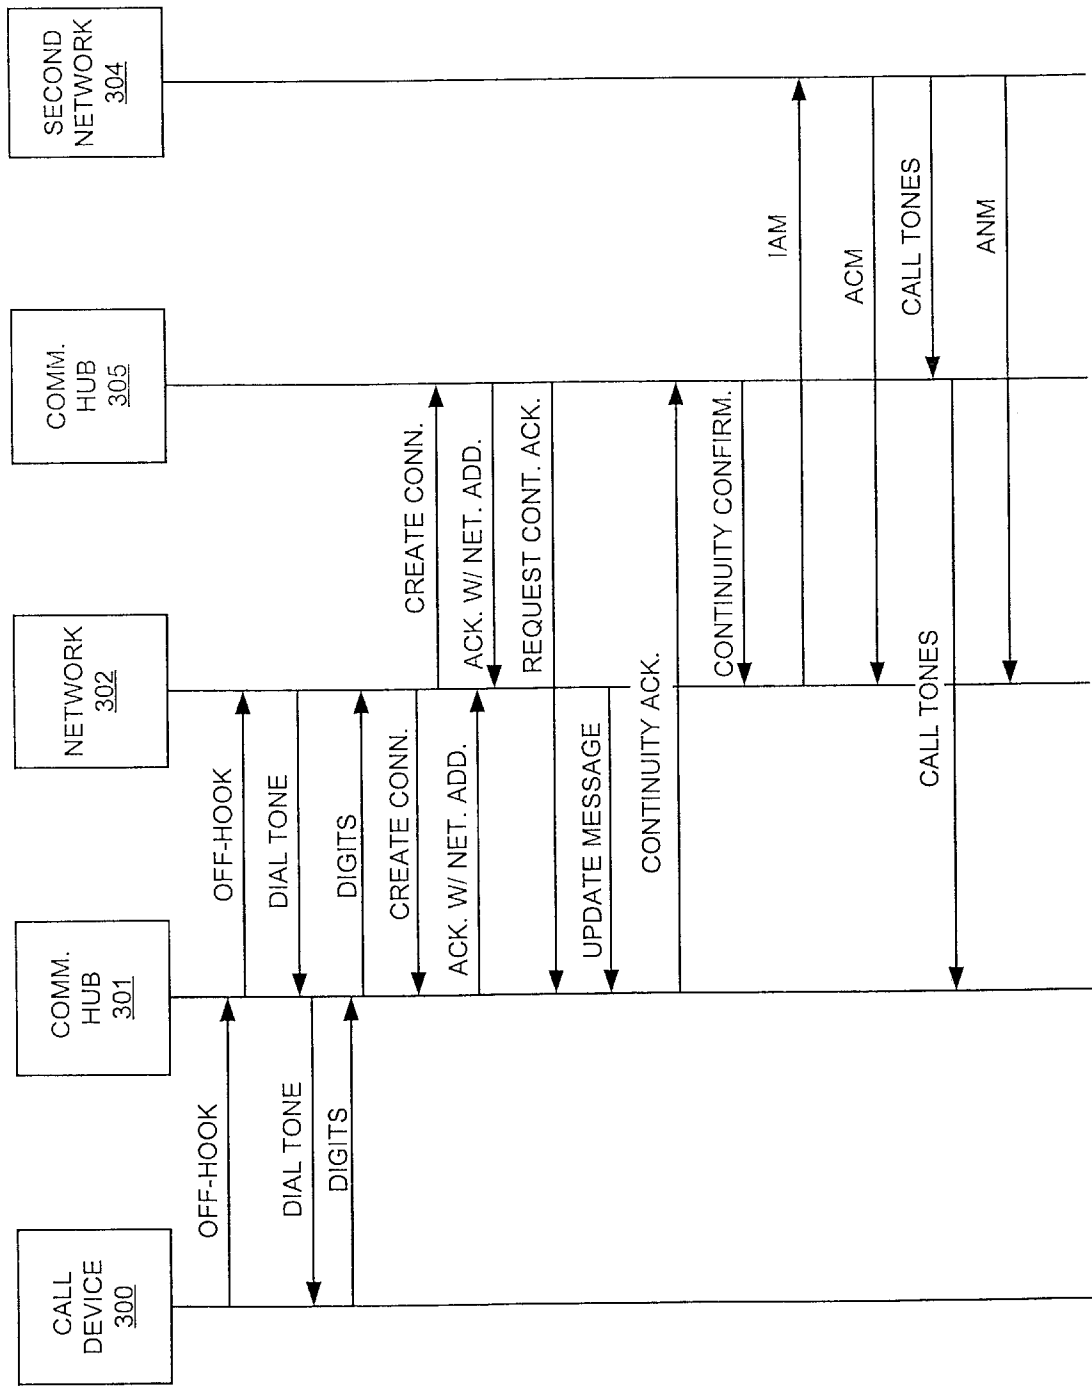 CALL
DEVICE
300
COMM.
HUB
301
NETWORK
302
COMM.
HUB
305
SECOND
NETWORK
304
OFF-HOOK
OFF-HOOK
DIAL TONE
DIAL TONE
DIGITS
DIGITS
CREATE CONN.
CREATE CONN.
ACK. W/ NET. ADD.
ACK. W/ NET. ADD.
REQUEST CONT. ACK.
UPDATE MESSAGE
CONTINUITY ACK.
CONTINUITY CONFIRM.
IAM
ACM
CALL TONES
CALL TONES
ANM